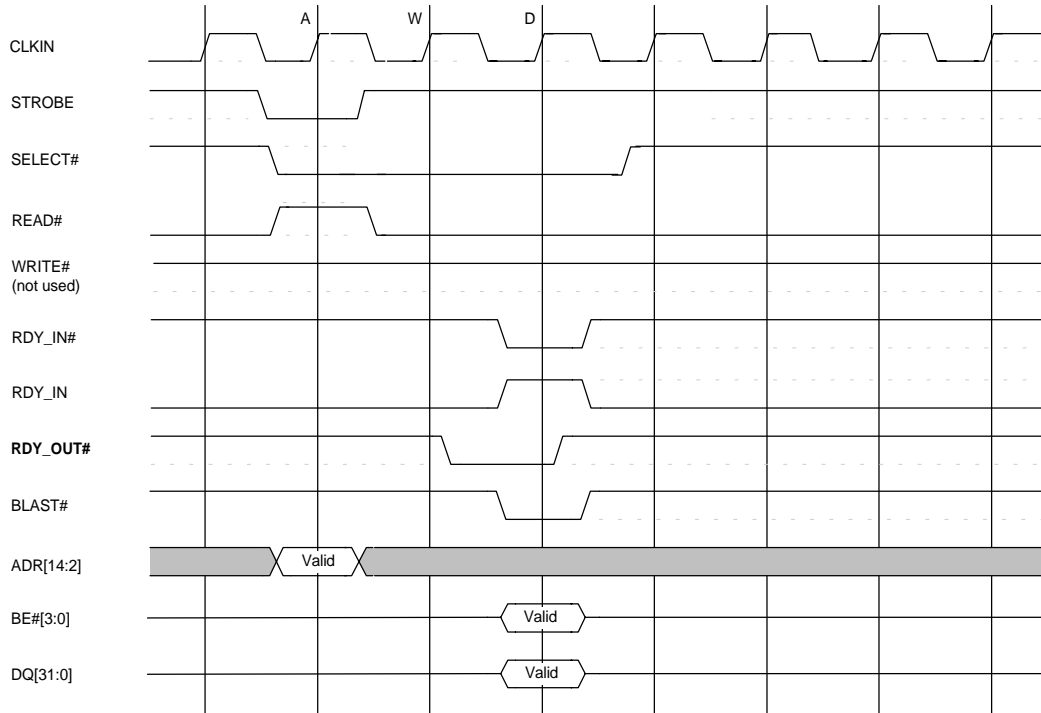 A W D
CLKIN
STROBE
SELECT#
READ#
WRITE#
(not used)
RDY_IN#
RDY_IN
RDY_OUT#
BLAST#
ADR[14:2] Valid
BE#[3:0] Valid
DQ[31:0] Valid